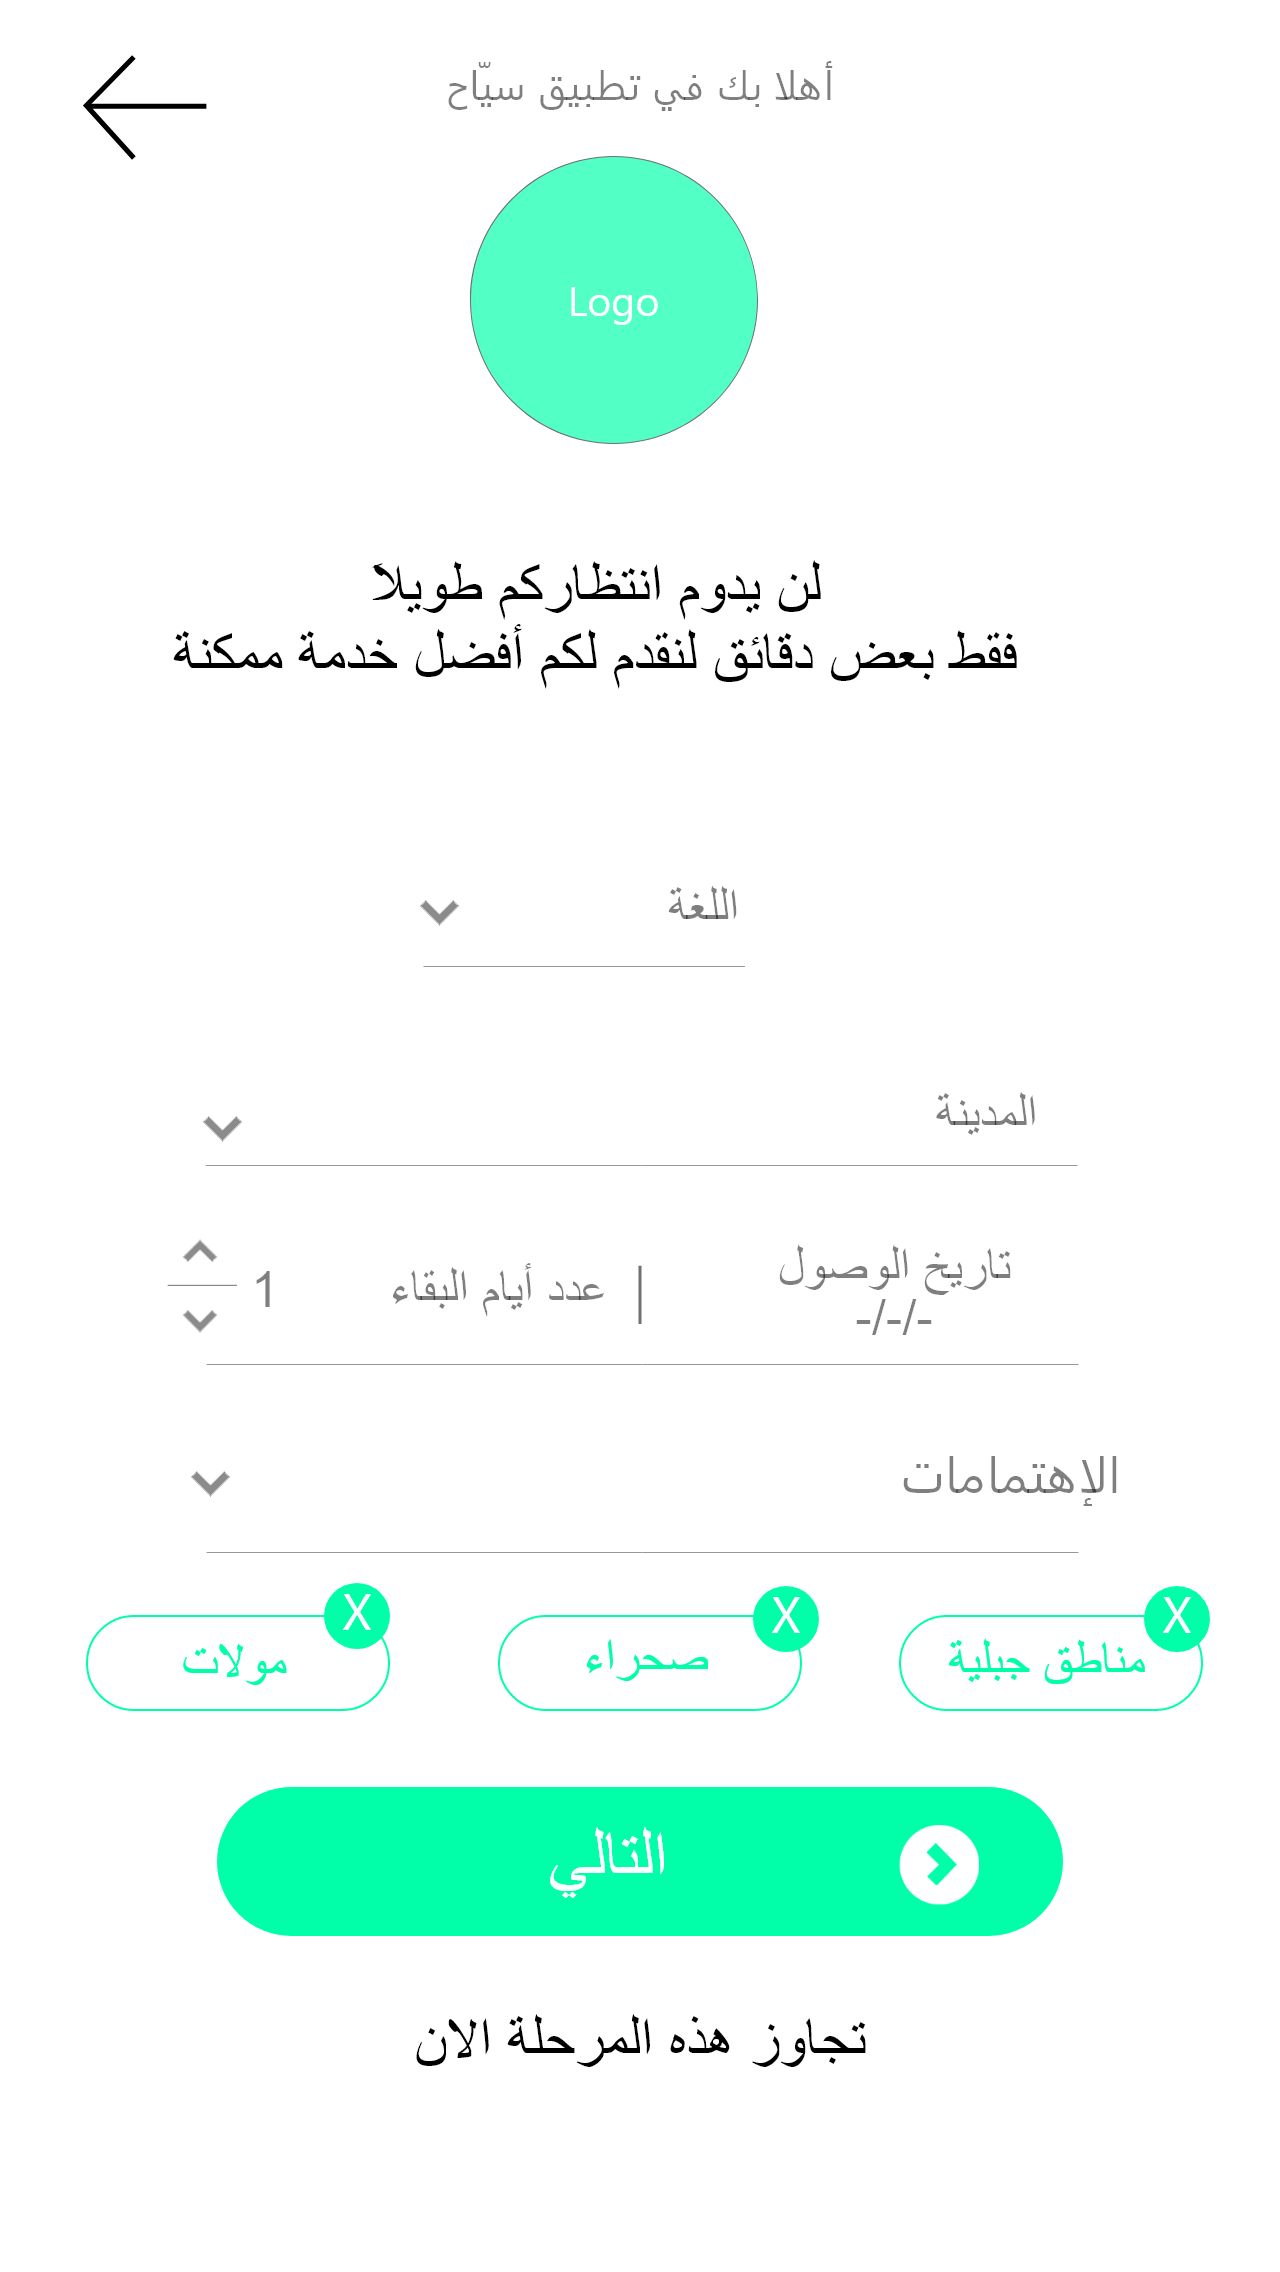 أهلا بك في تطبيق سيّاح
Logo
لن يدوم انتظاركم طويلاً
فقط بعض دقائق لنقدم لكم أفضل خدمة ممكنة
اللغة
المدينة
تاريخ الوصول
-/-/-
| عدد أيام البقاء 1
الإهتمامات
X X X
مناطق جبلية صحراء مولات
التالي
تجاوز هذه المرحلة الان